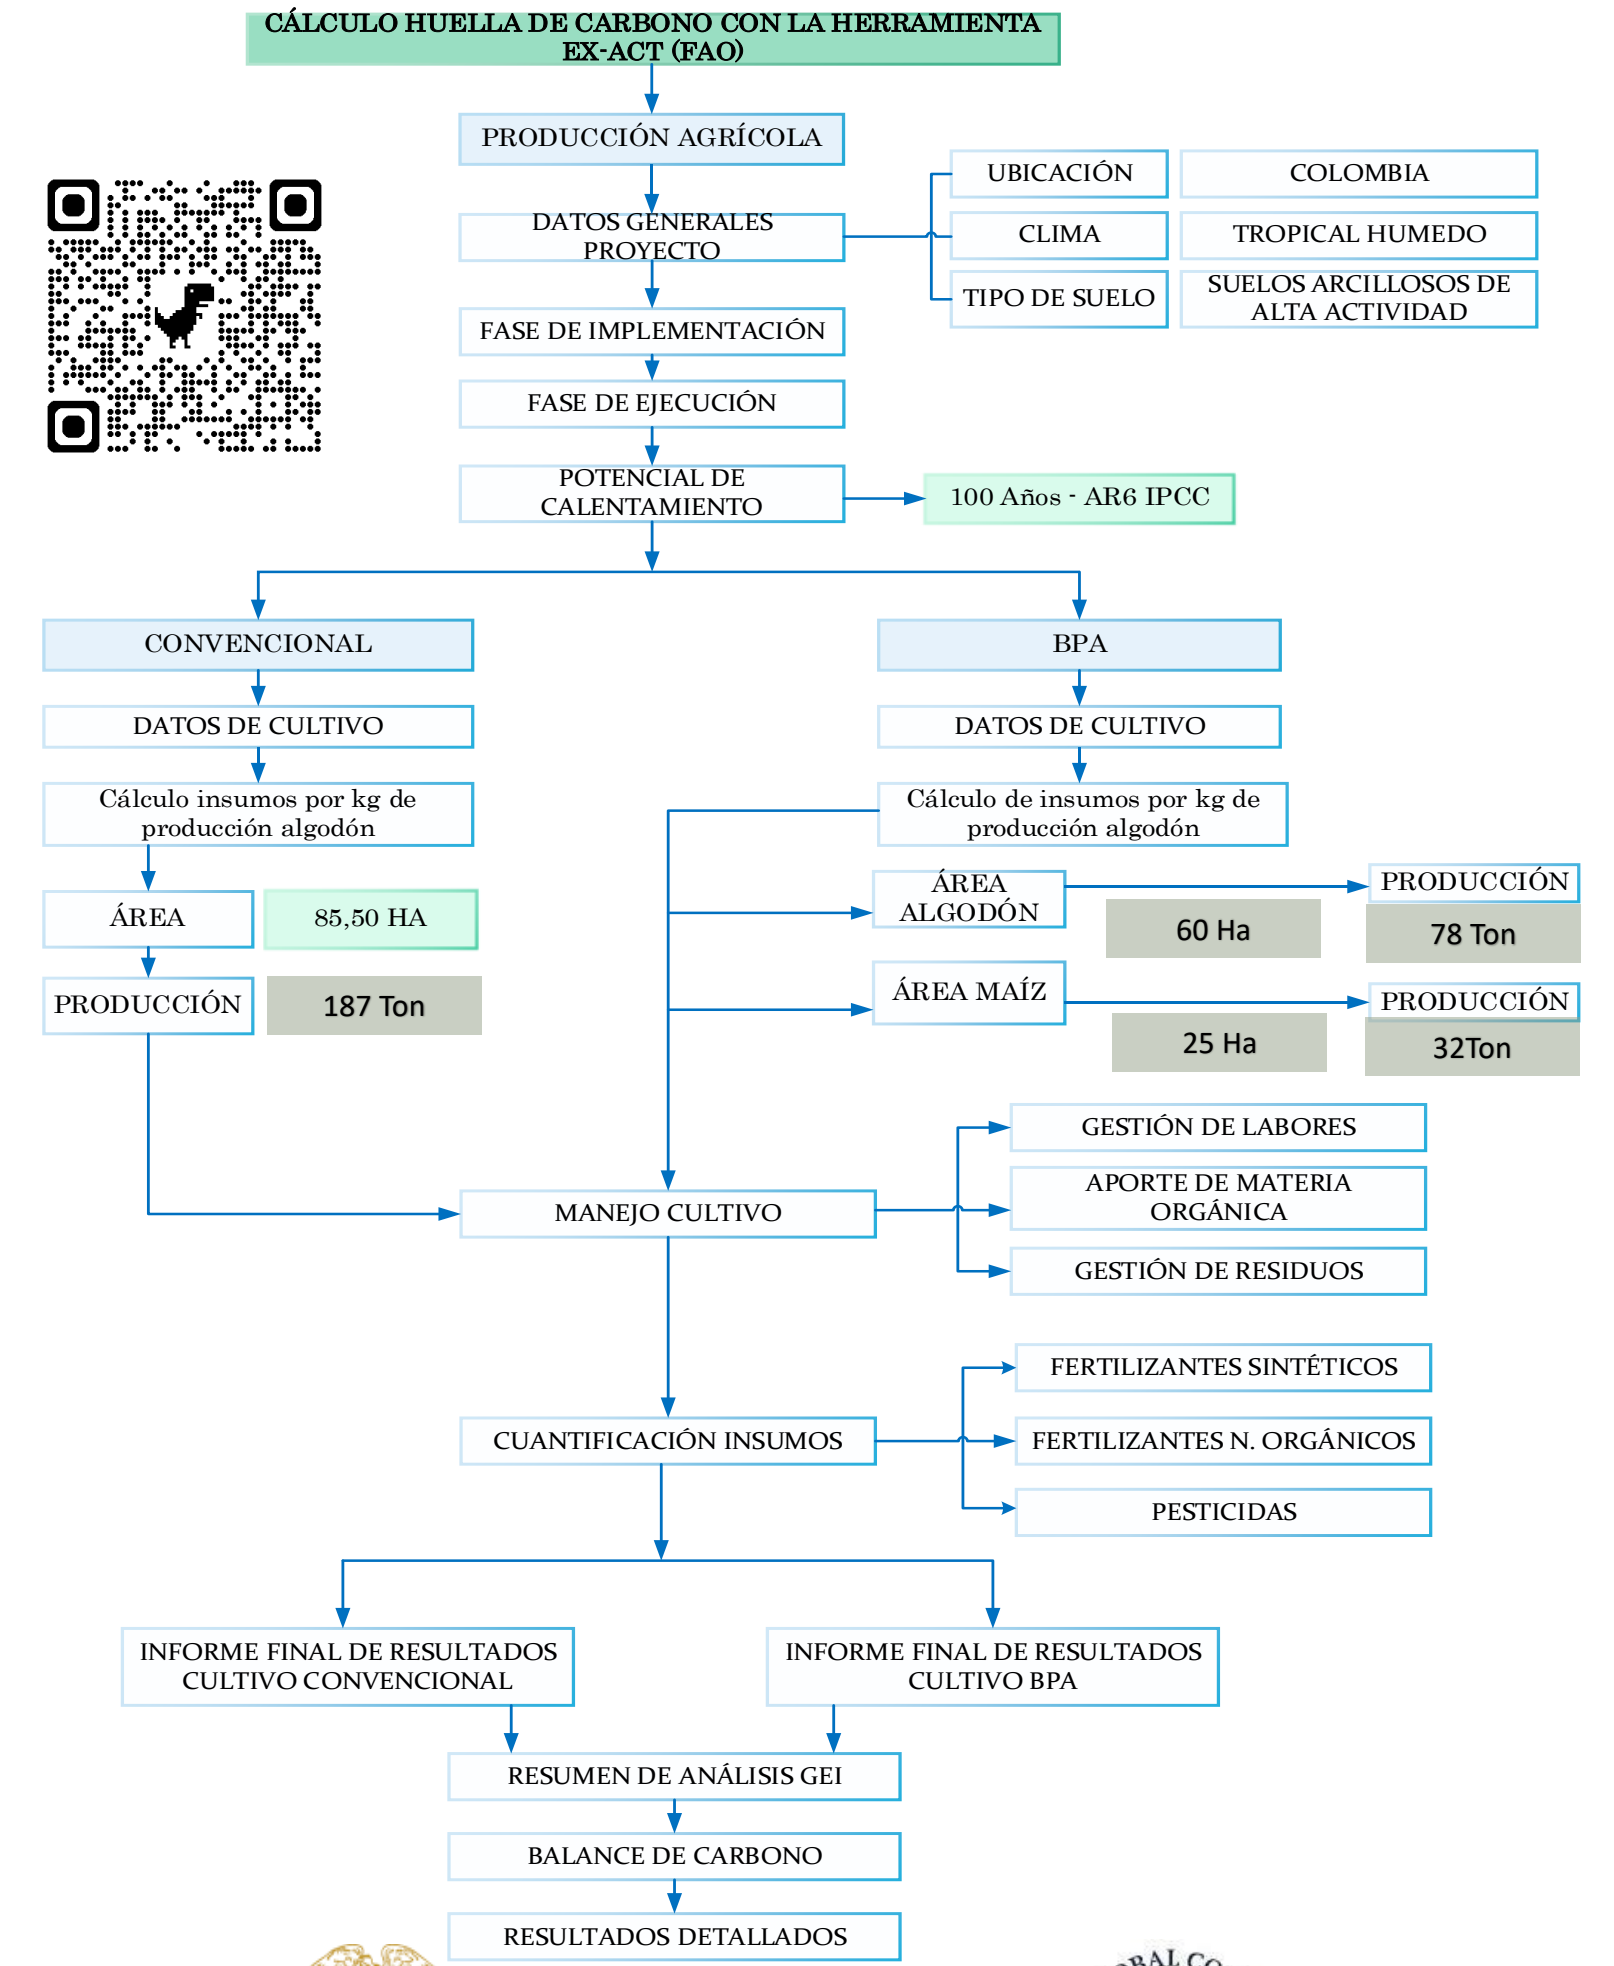 CÁLCULO HUELLA DE CARBONO CON LA HERRAMIENTA
EX-ACT (FAO)
PRODUCCIÓN AGRÍCOLA
DATOS GENERALES
PROYECTO
UBICACIÓN
COLOMBIA
CLIMA
TROPICAL HUMEDO
TIPO DE SUELO
SUELOS ARCILLOSOS DE
ALTA ACTIVIDAD
FASE DE IMPLEMENTACIÓN
FASE DE EJECUCIÓN
POTENCIAL DE
CALENTAMIENTO
100 Años - AR6 IPCC
CONVENCIONAL
DATOS DE CULTIVO
Cálculo insumos por kg de
producción algodón
ÁREA
85,50 HA
PRODUCCIÓN
187 Ton
BPA
DATOS DE CULTIVO
Cálculo de insumos por kg de
producción algodón
ÁREA
ALGODÓN
60 Ha
PRODUCCIÓN
78 Ton
ÁREA MAÍZ
25 Ha
PRODUCCIÓN
32Ton
MANEJO CULTIVO
GESTIÓN DE LABORES
APORTE DE MATERIA
ORGÁNICA
GESTIÓN DE RESIDUOS
CUANTIFICACIÓN INSUMOS
FERTILIZANTES SINTÉTICOS
FERTILIZANTES N. ORGÁNICOS
PESTICIDAS
INFORME FINAL DE RESULTADOS
CULTIVO CONVENCIONAL
INFORME FINAL DE RESULTADOS
CULTIVO BPA
RESUMEN DE ANÁLISIS GEI
BALANCE DE CARBONO
RESULTADOS DETALLADOS